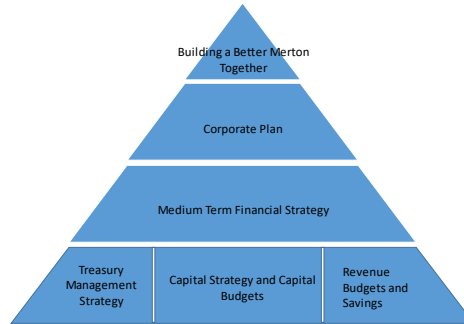 Building a Better Merton
Together
Corporate Plan
Medium Term Financial Strategy
Treasury
Management
Strategy
Capital Strategy and Capital
Budgets
Revenue
Budgets and
Savings